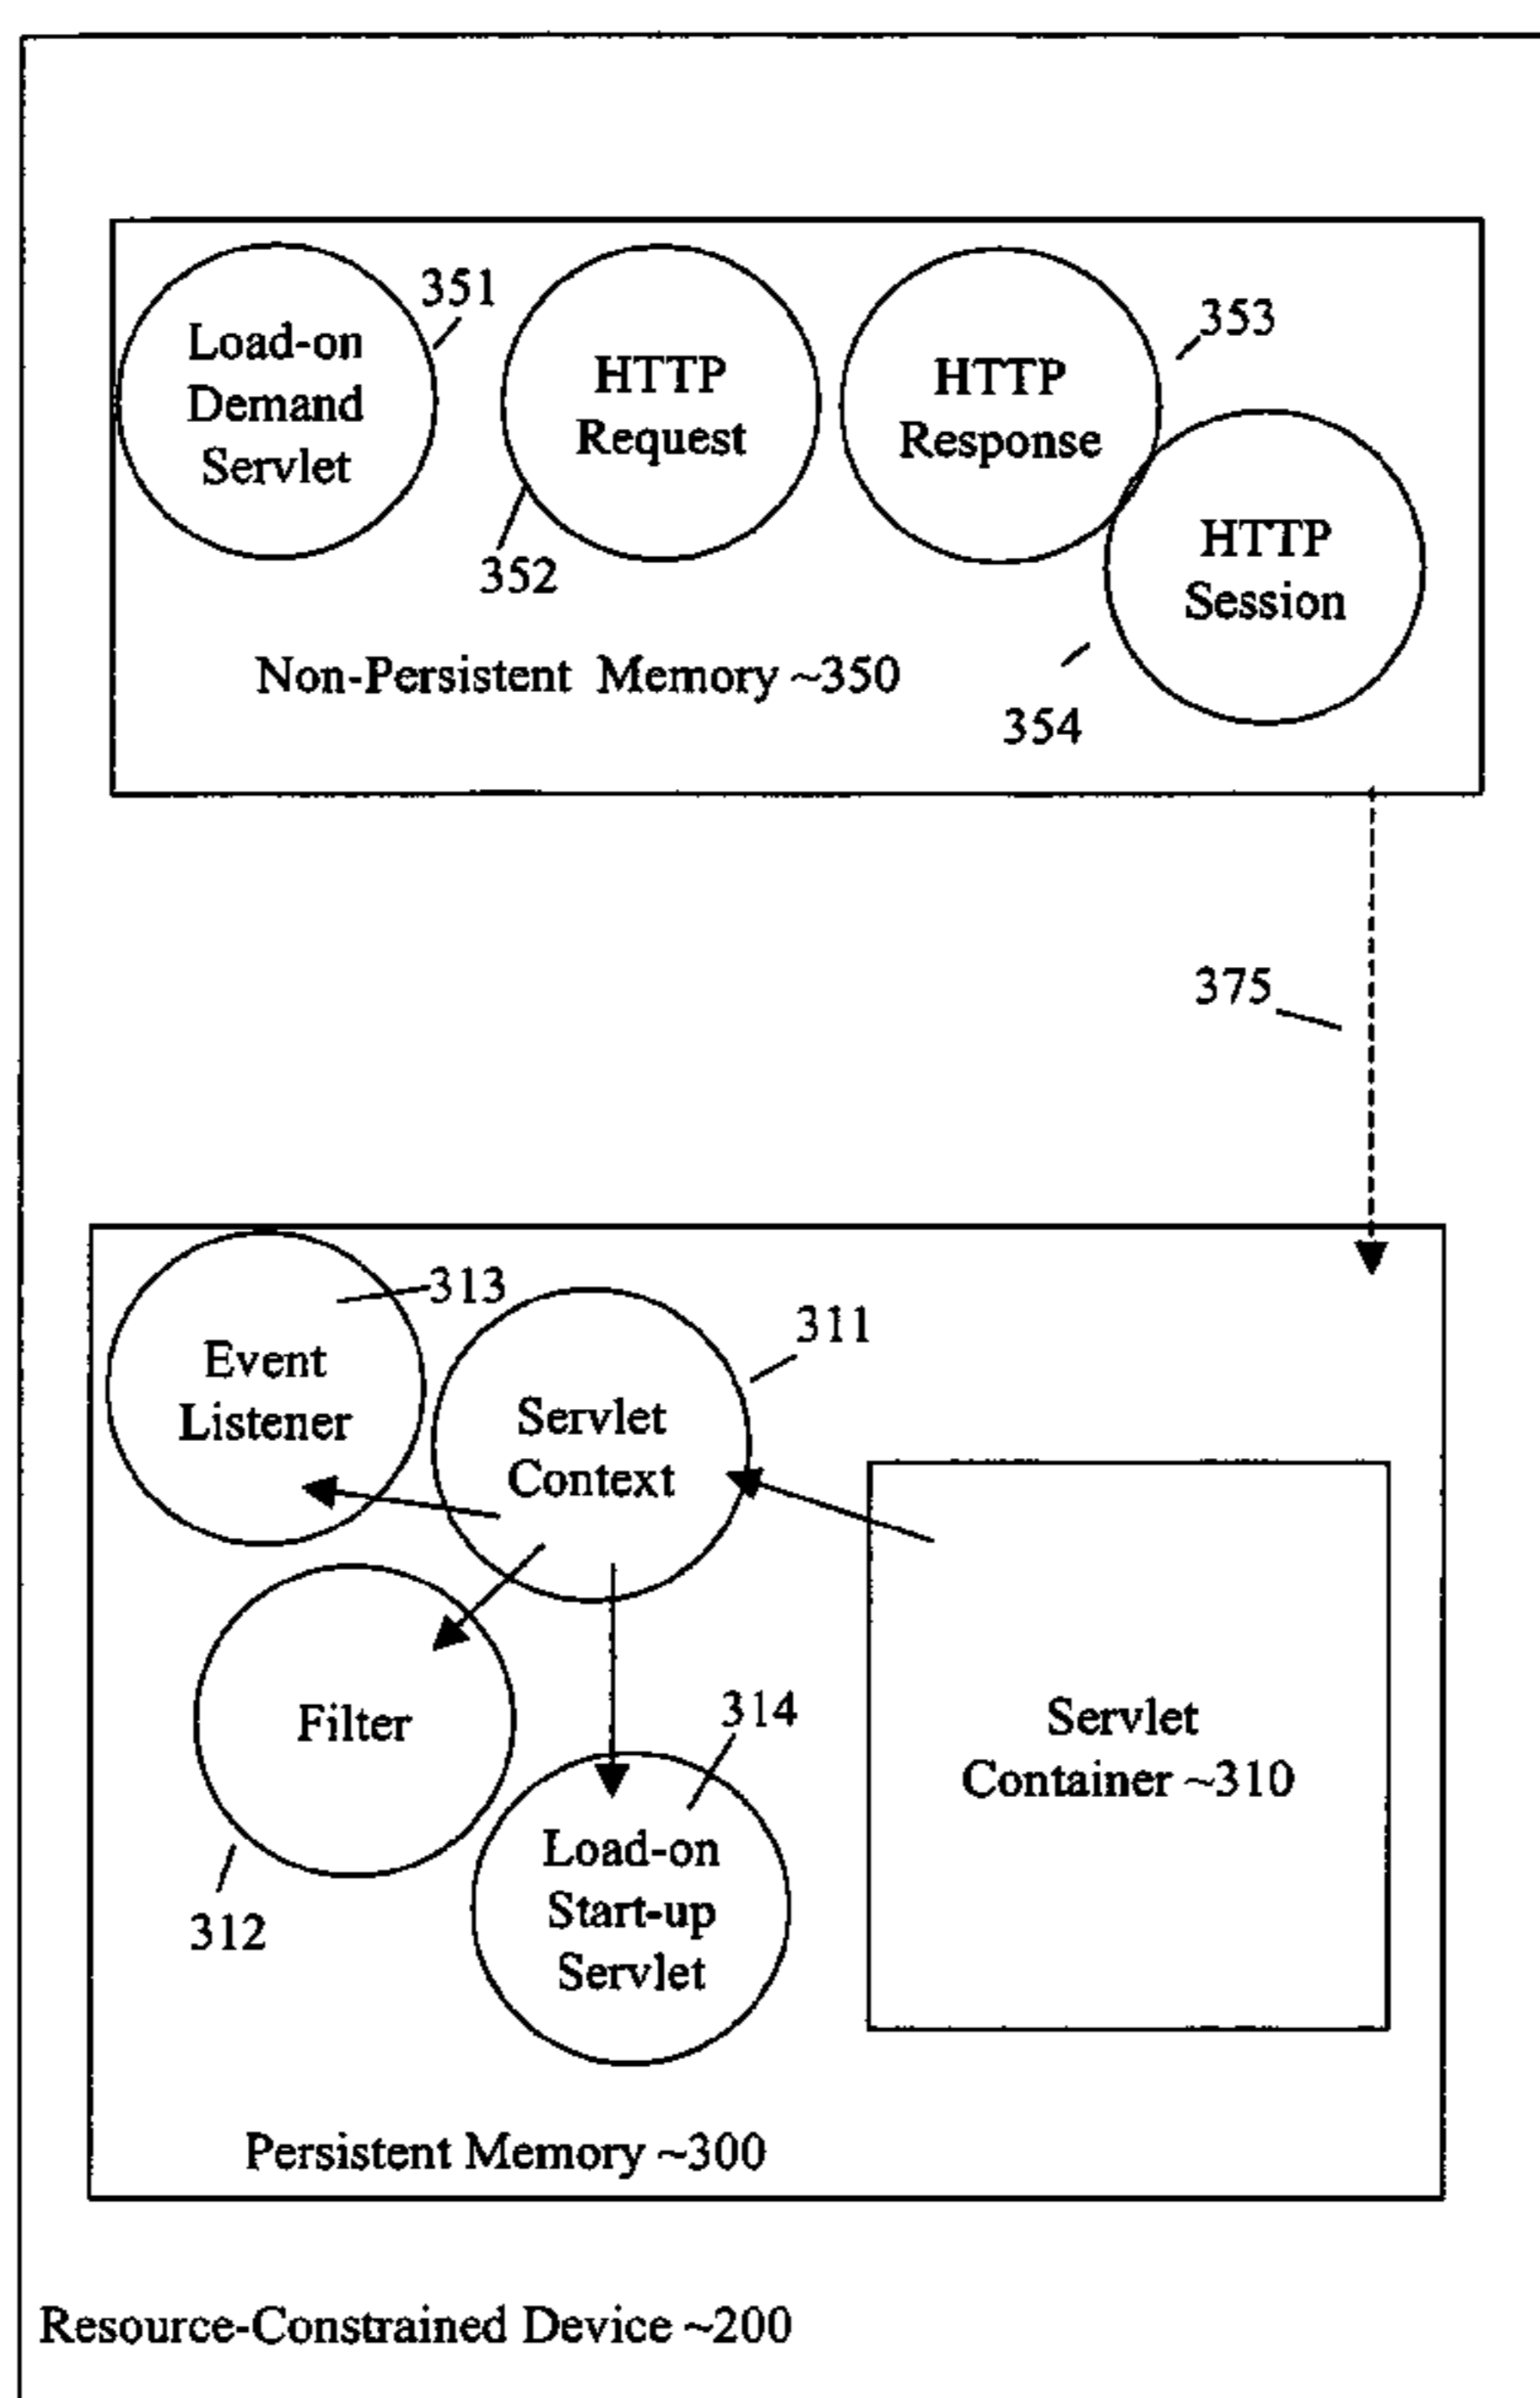 351
Load-on
Demand
Servlet
HTTP
Request
352
HTTP
Response
353
HTTP
Session
354
Non-Persistent Memory ~350
375
313
Event
Listener
311
Servlet
Context
Filter
312
314
Load-on
Start-up
Servlet
Servlet
Container ~310
Persistent Memory ~300
Resource-Constrained Device ~200